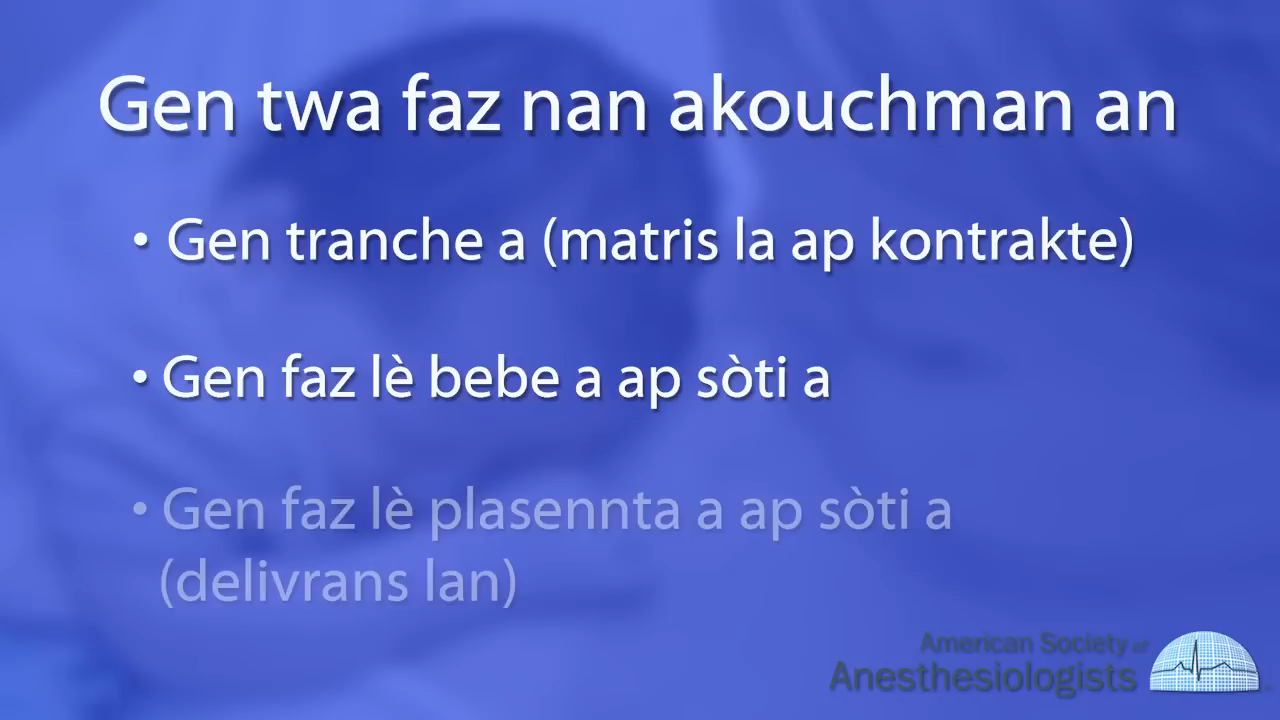 Gen twa faz nan akouchman an
• Gen tranche a (matris la ap kontrakte)
• Gen faz lè bebe a ap sòti a
• Gen faz lè plasennta a ap sòti a
(delivrans lan)
American Society of
Anesthesiologists